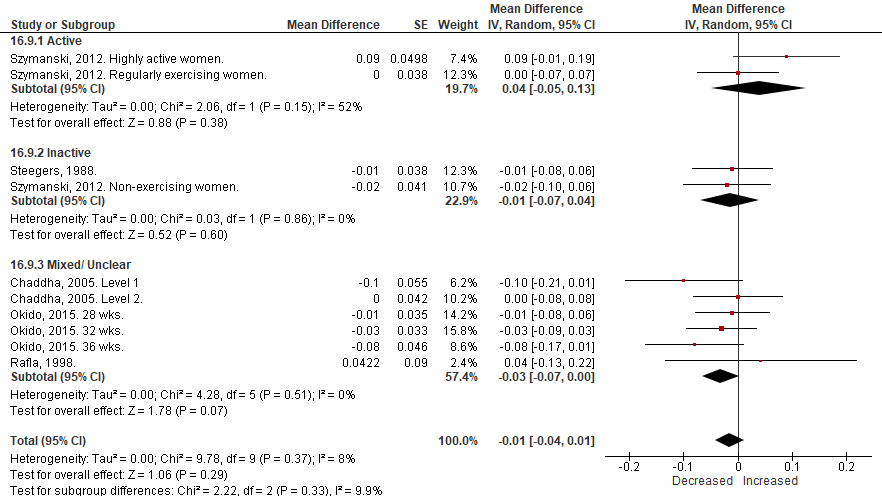 Mean Difference Mean Difference
Study or Subgroup Mean Difference SE Weight IV, Random, 95% CI IV, Random, 95% CI
16.9.1 Active
Szymanski, 2012. Highly active women. 0.09 0.0498 7.4% 0.09 [-0.01, 0.19]
Szymanski, 2012. Regularly exercising women. 0 0.038 12.3% 0.00 [-0.07, 0.07]
Subtotal (95% CI) 19.7% 0.04 [-0.05, 0.13]
Heterogeneity: Tau² = 0.00; Chi² = 2.06, df = 1 (P = 0.15); I² = 52%
Test for overall effect: Z = 0.88 (P = 0.38)
16.9.2 Inactive
Steegers, 1988. -0.01 0.038 12.3% -0.01 [-0.08, 0.06]
Szymanski, 2012. Non-exercising women. -0.02 0.041 10.7% -0.02 [-0.10, 0.06]
Subtotal (95% CI) 22.9% -0.01 [-0.07, 0.04]
Heterogeneity: Tau² = 0.00; Chi² = 0.03, df = 1 (P = 0.86); I² = 0%
Test for overall effect: Z = 0.52 (P = 0.60)
16.9.3 Mixed/ Unclear
Chaddha, 2005. Level 1 -0.1 0.055 6.2% -0.10 [-0.21, 0.01]
Chaddha, 2005. Level 2. 0 0.042 10.2% 0.00 [-0.08, 0.08]
Okido, 2015. 28 wks. -0.01 0.035 14.2% -0.01 [-0.08, 0.06]
Okido, 2015. 32 wks. -0.03 0.033 15.8% -0.03 [-0.09, 0.03]
Okido, 2015. 36 wks. -0.08 0.046 8.6% -0.08 [-0.17, 0.01]
Rafla, 1998. 0.0422 0.09 2.4% 0.04 [-0.13, 0.22]
Subtotal (95% CI) 57.4% -0.03 [-0.07, 0.00]
Heterogeneity: Tau² = 0.00; Chi² = 4.28, df = 5 (P = 0.51); I² = 0%
Test for overall effect: Z = 1.78 (P = 0.07)
Total (95% CI) 100.0% -0.01 [-0.04, 0.01]
Heterogeneity: Tau² = 0.00; Chi² = 9.78, df = 9 (P = 0.37); I² = 8%
-0.2 -0.1 0 0.1 0.2
Test for overall effect: Z = 1.06 (P = 0.29)
Decreased Increased
Test for subgroup differences: Chi² = 2.22, df = 2 (P = 0.33), I² = 9.9%